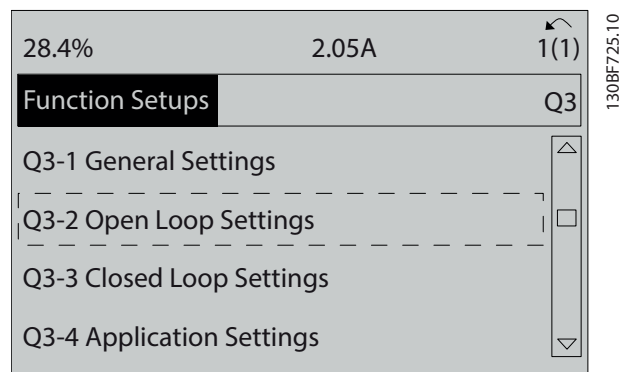 28.4% 2.05A 1(1)
Function Setups Q3
Q3-1 General Settings
Q3-2 Open Loop Settings
Q3-3 Closed Loop Settings
Q3-4 Application Settings
130BF725.10